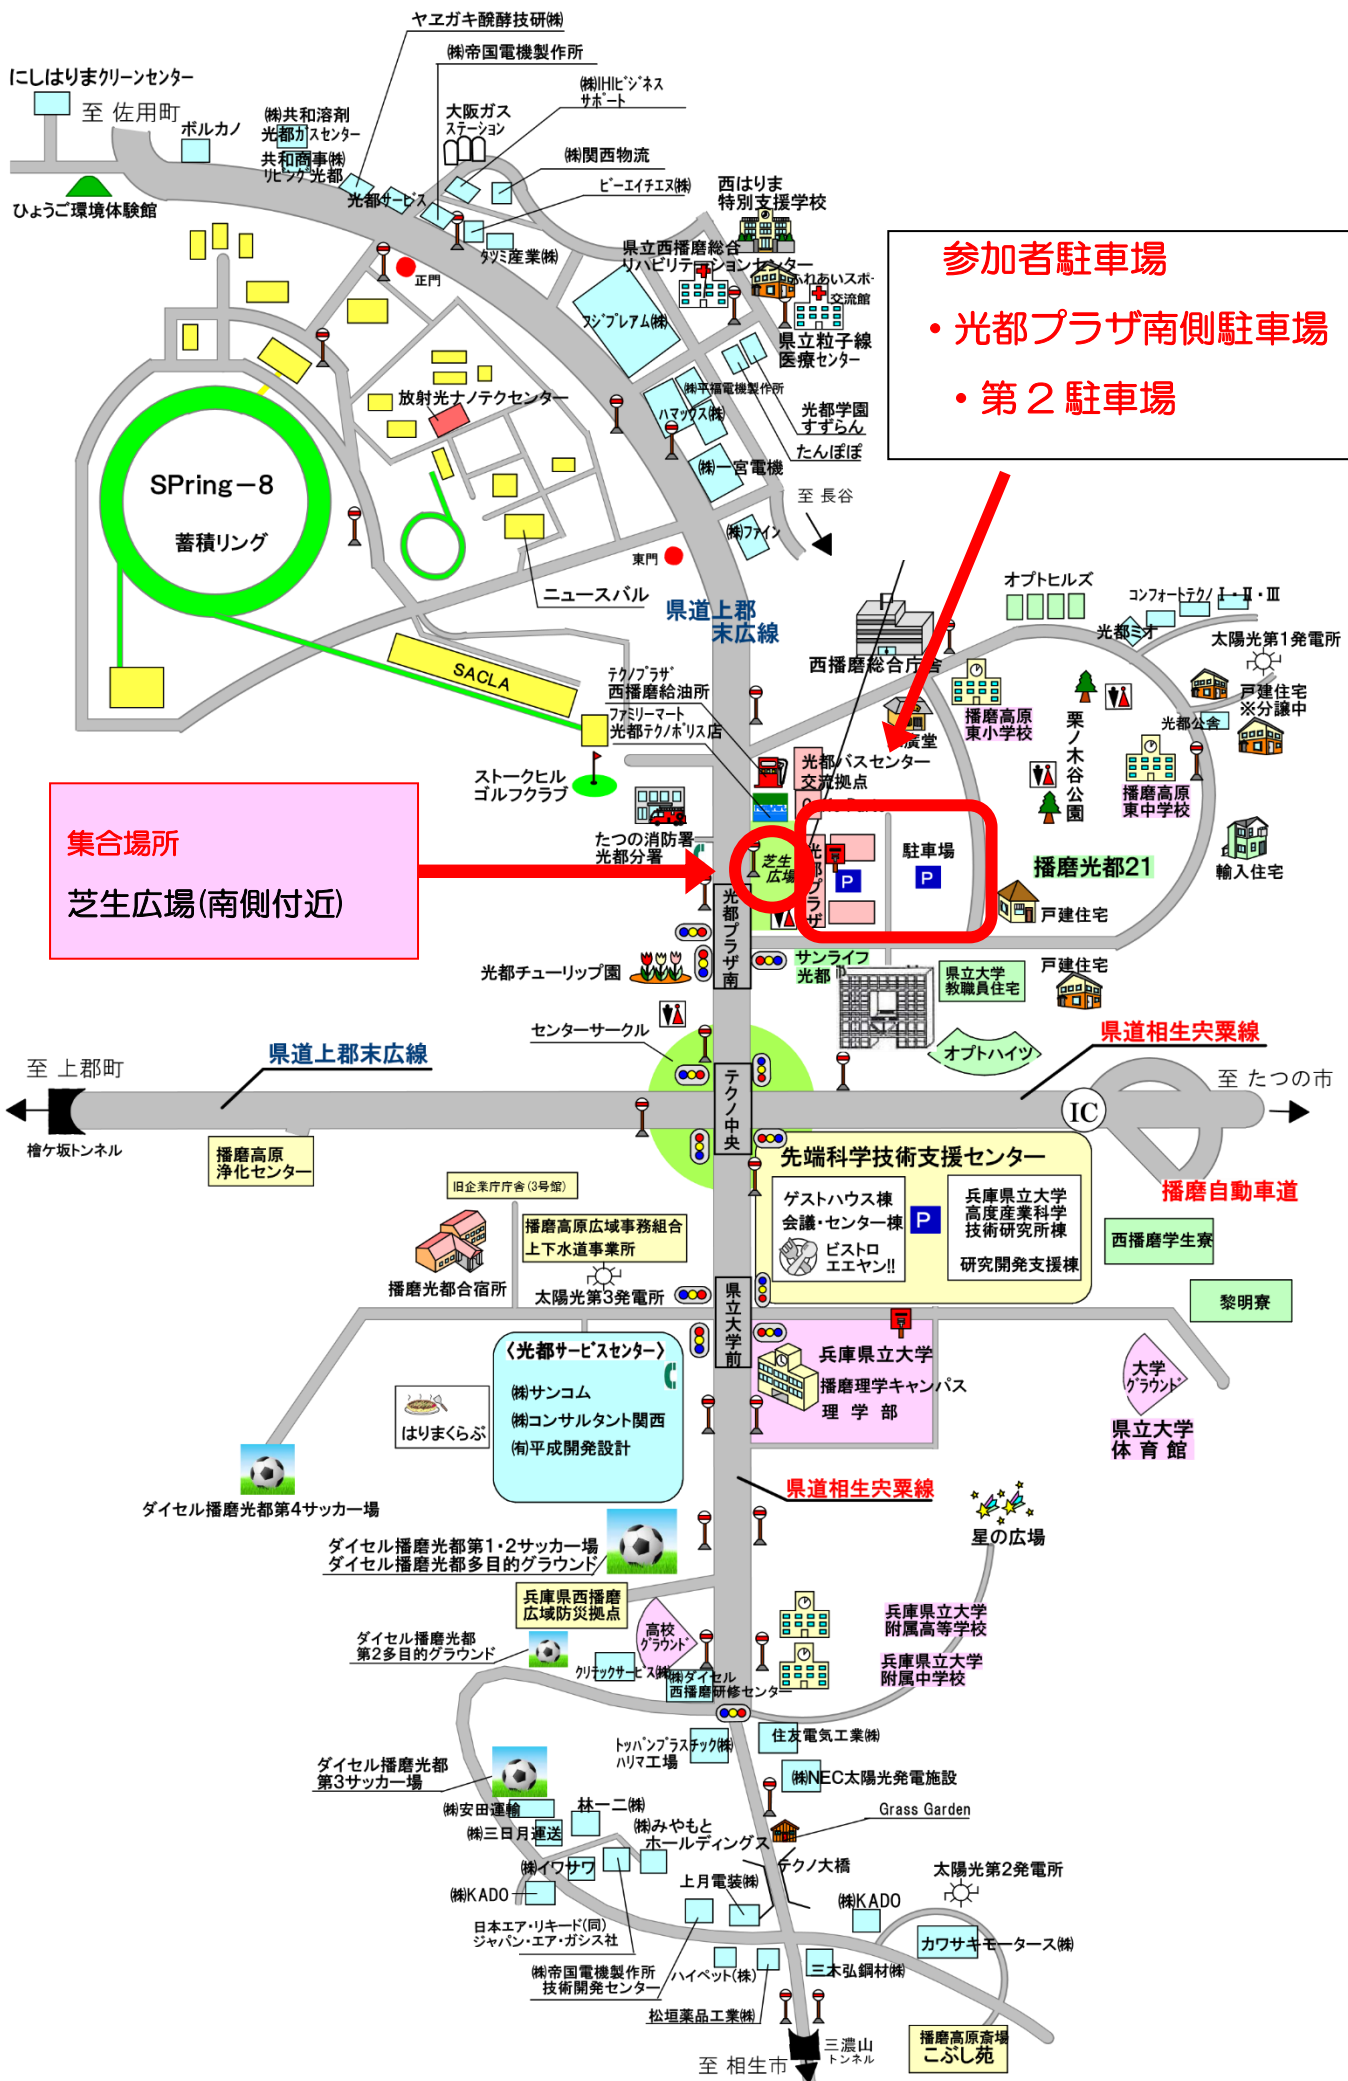 ヤヱガキ醗酵技研㈱
㈱帝国電機製作所
にしはりまクリーンセンター
至 佐用町
ボルカノ
㈱共和溶剤
光都ガスセンター
共和商事㈱
リビング光都
大阪ガス
ステーション
㈱IHIビジネス
サポート
㈱関西物流
ビーエイチエヌ㈱
光都サービス
タツミ産業㈱
ひょうご環境体験館
正門
西はりま
特別支援学校
県立西播磨総合
リハビリテーションセンター
ふれあいスポーツ
交流館
県立粒子線
医療センター
フジプレアム㈱
㈱平福電機製作所
ハマックス㈱
光都学園
すずらん
たんぽぽ
㈱一宮電機
㈱ファイン
至 長谷
参加者駐車場
・光都プラザ南側駐車場
・第2駐車場
放射光ナノテクセンター
SPring-8
蓄積リング
ニュースバル
東門
県道上郡
末広線
SACLA
テクノプラザ
西播磨給油所
ファミリーマート
光都テクノポリス店
ストークヒル
ゴルフクラブ
たつの消防署
光都分署
西播磨総合庁舎
オプトヒルズ
コンフォートテクノⅠ・Ⅱ・Ⅲ
光都ミオ
太陽光第1発電所
戸建住宅
※分譲中
光都公舎
播磨高原
東小学校
栗ノ木谷公園
播磨高原
東中学校
輸入住宅
播磨光都21
戸建住宅
戸建住宅
光都バスセンター
交流拠点
集合場所
芝生広場(南側付近)
芝生
広場
光都プラザ
P
駐車場
P
光都プラザ南
光都チューリップ園
サンライフ
光都
県立大学
教職員住宅
オプトハイツ
センターサークル
県道上郡末広線
至 上郡町
檜ケ坂トンネル
テクノ中央
県道相生宍粟線
IC
至 たつの市
播磨自動車道
播磨高原
浄化センター
旧企業庁庁舎(3号館)
播磨高原広域事務組合
上下水道事業所
播磨光都合宿所
太陽光第3発電所
先端科学技術支援センター
ゲストハウス棟
会議・センター棟
ビストロ
エエヤン!!
P
兵庫県立大学
高度産業科学
技術研究所棟
研究開発支援棟
西播磨学生寮
黎明寮
県立大学前
〈光都サービスセンター〉
㈱サンコム
㈱コンサルタント関西
㈲平成開発設計
はりまくらぶ
兵庫県立大学
播磨理学キャンパス
理学部
大学
グラウンド
県立大学
体育館
ダイセル播磨光都第4サッカー場
県道相生宍粟線
星の広場
ダイセル播磨光都第1・2サッカー場
ダイセル播磨光都多目的グラウンド
兵庫県西播磨
広域防災拠点
高校
グラウンド
ダイセル播磨光都
第2多目的グラウンド
クリテックサービス㈱
㈱ダイセル
西播磨研修センター
兵庫県立大学
附属高等学校
兵庫県立大学
附属中学校
トッパンプラスチック㈱
ハリマ工場
住友電気工業㈱
㈱NEC太陽光発電施設
ダイセル播磨光都
第3サッカー場
㈱安田運輸
㈱三日月運送
林一二㈱
㈱みやもと
ホールディングス
Grass Garden
テクノ大橋
㈱イワサワ
㈱KADO
上月電装㈱
㈱KADO
太陽光第2発電所
カワサキモータース㈱
日本エア・リキード(同)
ジャパン・エア・ガシズ社
㈱帝国電機製作所
技術開発センター
ハイペット(株)
三木弘鋼材㈱
松垣薬品工業㈱
播磨高原斎場
こぶし苑
三濃山
トンネル
至 相生市